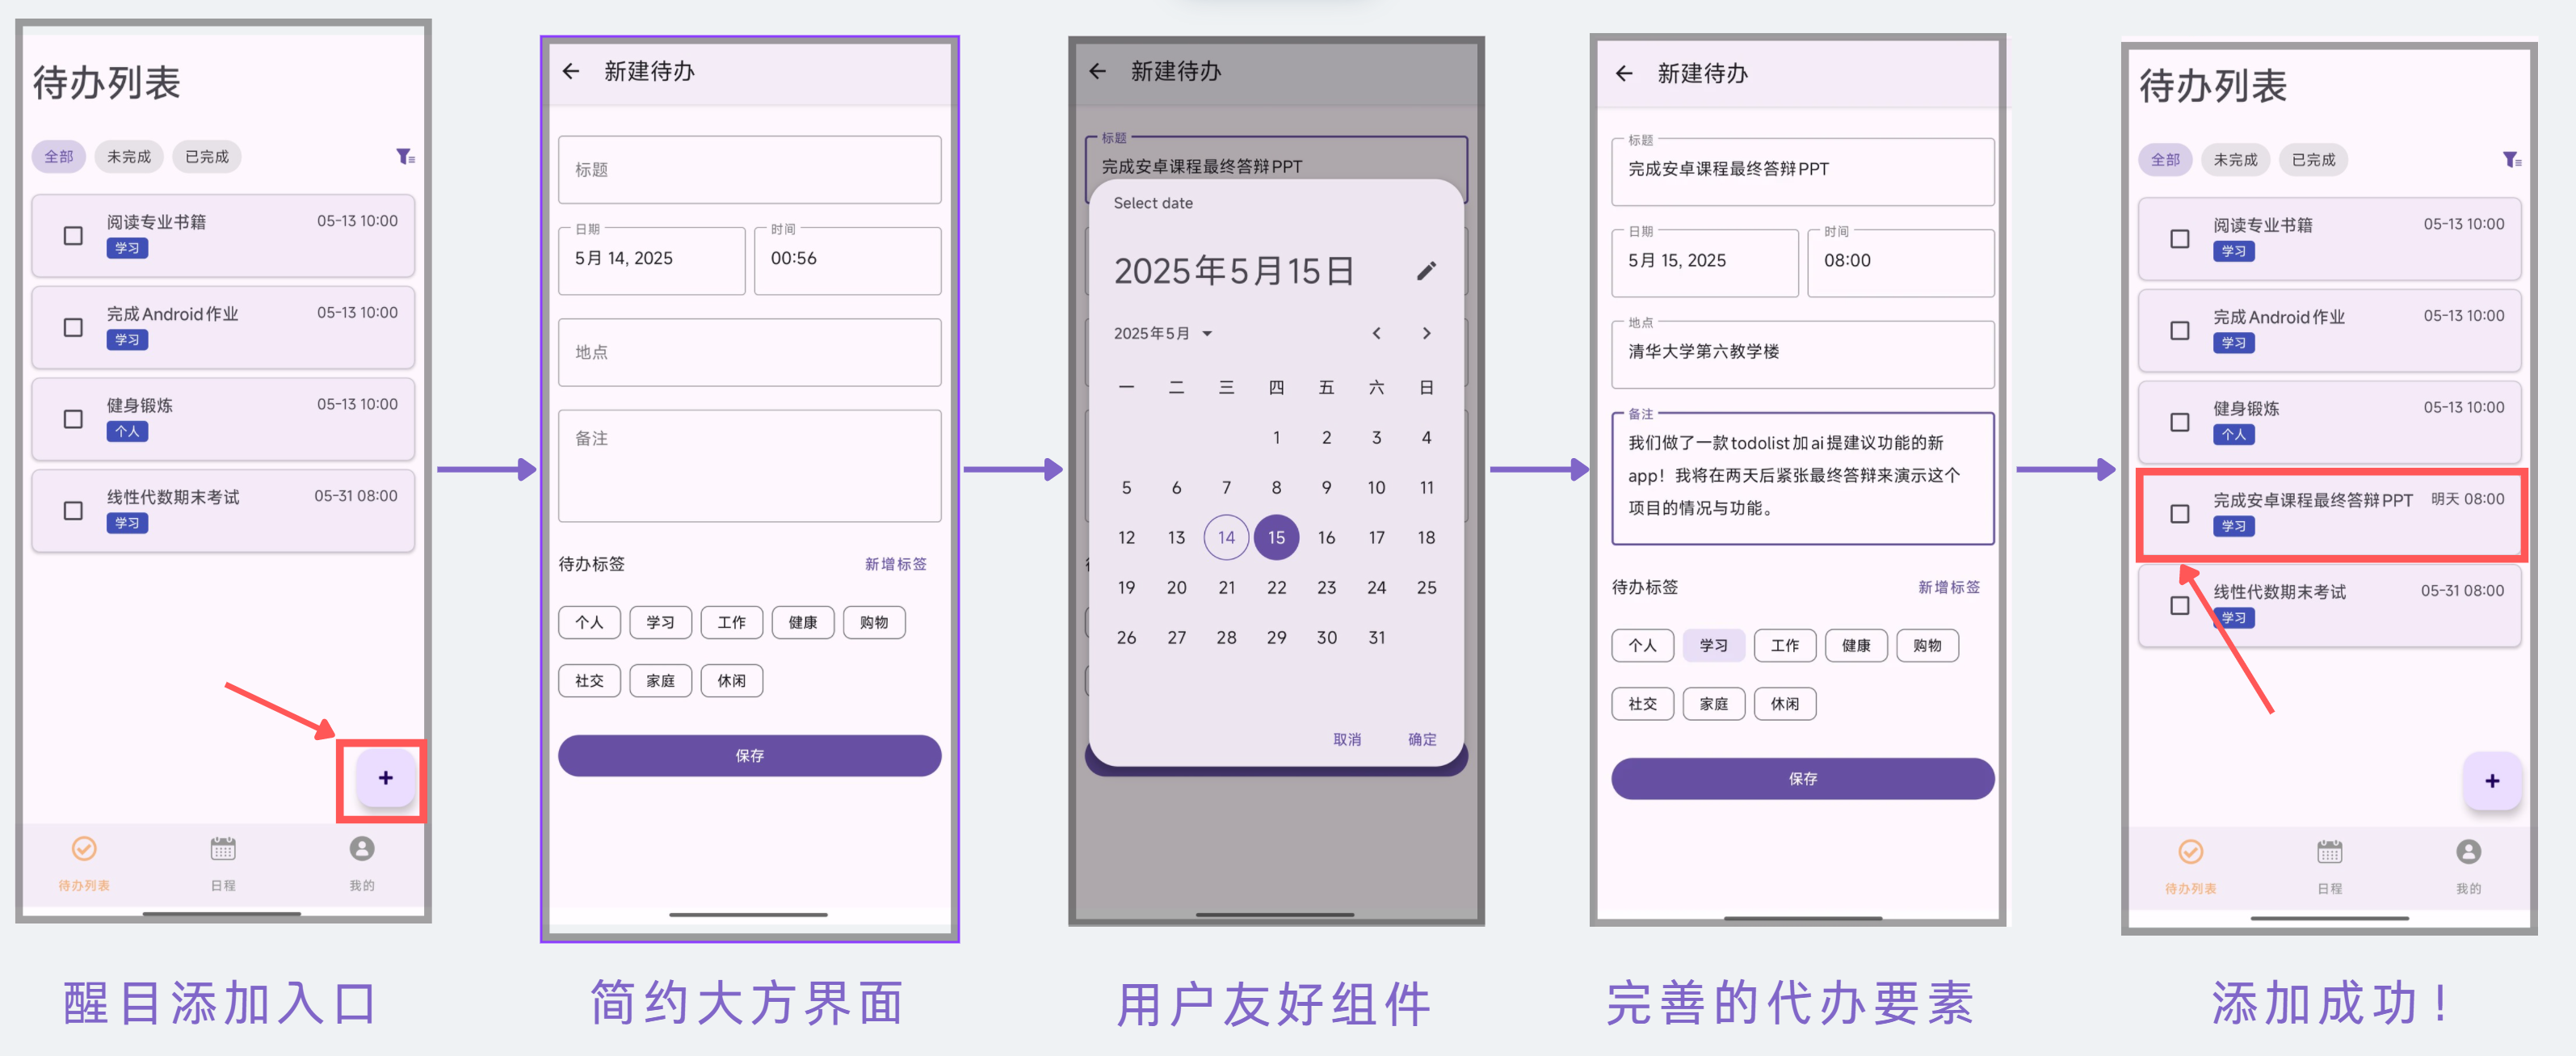 待办列表
全部 未完成 已完成
阅读专业书籍 05-13 10:00
学习
完成Android作业 05-13 10:00
学习
健身锻炼 05-13 10:00
个人
线性代数期末考试 05-31 08:00
学习
+
待办列表 日程 我的
醒目添加入口
新建待办
标题
日期 时间
5月 14, 2025 00:56
地点
备注
待办标签 新增标签
个人 学习 工作 健康 购物
社交 家庭 休闲
保存
简约大方界面
新建待办
标题
完成安卓课程最终答辩PPT
Select date
2025年5月15日
2025年5月
一 二 三 四 五 六 日
1 2 3 4
5 6 7 8 9 10 11
12 13 14 15 16 17 18
19 20 21 22 23 24 25
26 27 28 29 30 31
取消 确定
用户友好组件
新建待办
标题
完成安卓课程最终答辩PPT
日期 时间
5月 15, 2025 08:00
地点
清华大学第六教学楼
备注
我们做了一款todolist加ai提建议功能的新
app！我将在两天后紧张最终答辩来演示这个
项目的情况与功能。
待办标签 新增标签
个人 学习 工作 健康 购物
社交 家庭 休闲
保存
完善的代办要素
待办列表
全部 未完成 已完成
阅读专业书籍 05-13 10:00
学习
完成Android作业 05-13 10:00
学习
健身锻炼 05-13 10:00
个人
完成安卓课程最终答辩PPT 明天 08:00
学习
线性代数期末考试 05-31 08:00
学习
+
待办列表 日程 我的
添加成功！